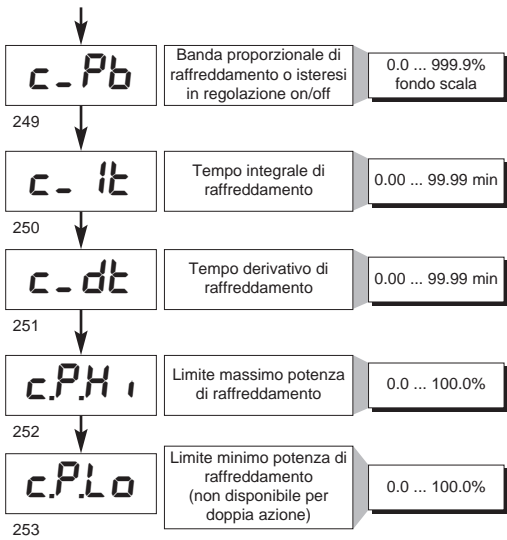 c_Pb
Banda proporzionale di
raffreddamento o isteresi
in regolazione on/off
0.0 ... 999.9%
fondo scala
249
c_It
Tempo integrale di
raffreddamento
0.00 ... 99.99 min
250
c_dt
Tempo derivativo di
raffreddamento
0.00 ... 99.99 min
251
c.P.Hi
Limite massimo potenza
di raffreddamento
0.0 ... 100.0%
252
c.P.Lo
Limite minimo potenza di
raffreddamento
(non disponibile per
doppia azione)
0.0 ... 100.0%
253